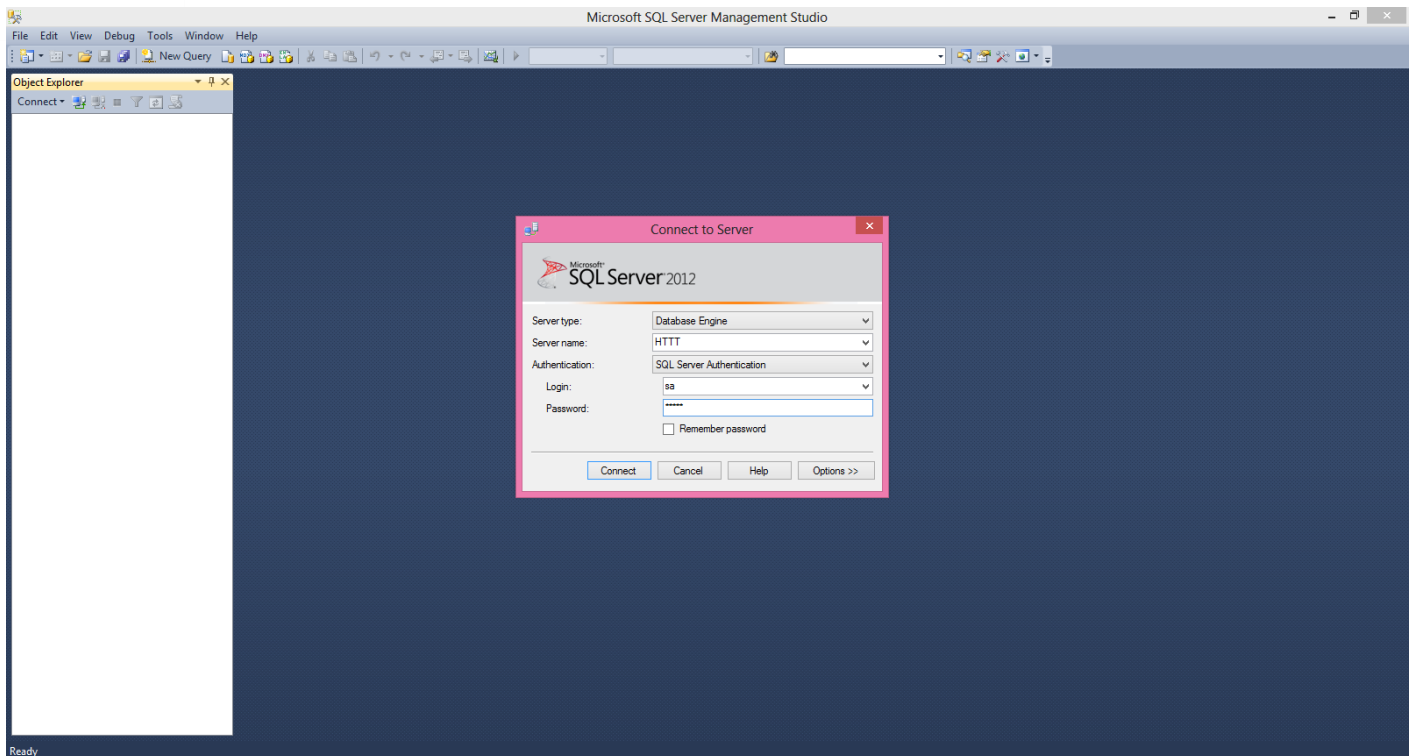 Microsoft SQL Server Management Studio
File Edit View Debug Tools Window Help
New Query
Object Explorer
Connect
Connect to Server
Microsoft
SQL Server 2012
Server type: Database Engine
Server name: HTTT
Authentication: SQL Server Authentication
Login: sa
Password: *****
Remember password
Connect Cancel Help Options >>
Ready